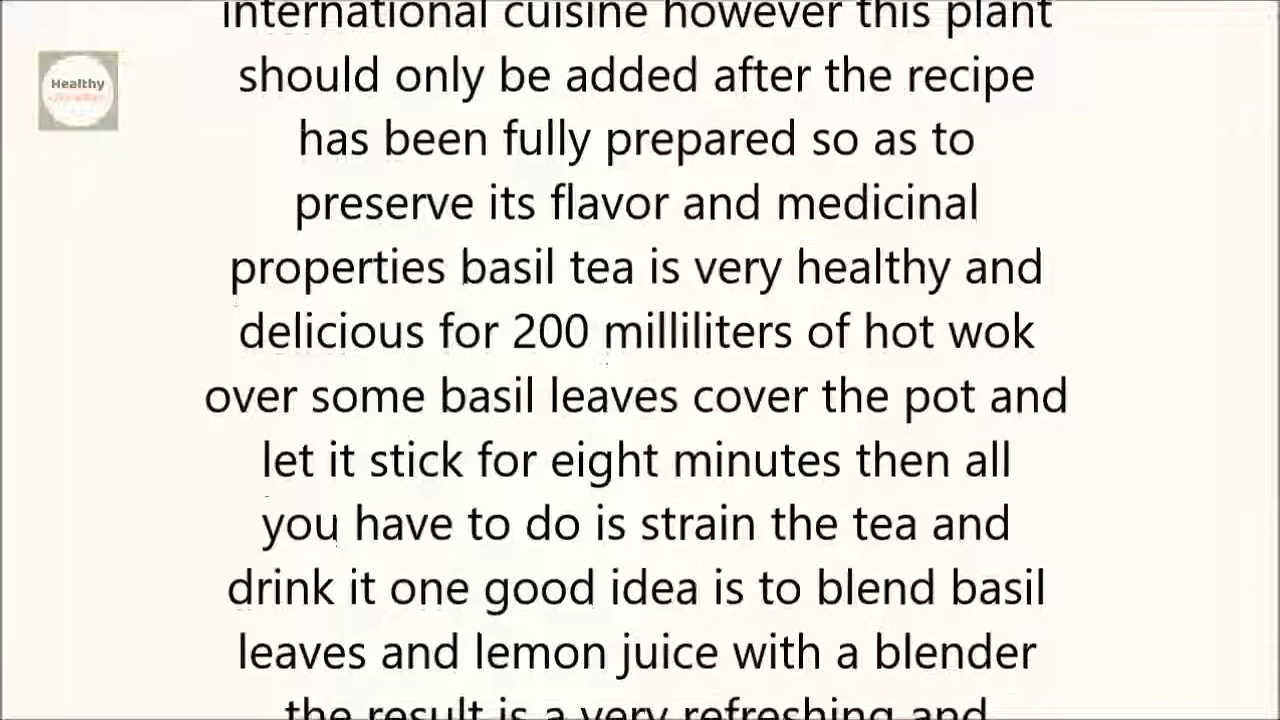 international cuisine however this plant
Healthy
should only be added after the recipe
has been fully prepared so as to
preserve its flavor and medicinal
properties basil tea is very healthy and
delicious for 200 milliliters of hot wok
over some basil leaves cover the pot and
let it stick for eight minutes then all
you have to do is strain the tea and
drink it one good idea is to blend basil
leaves and lemon juice with a blender
the result is a very refreshing and